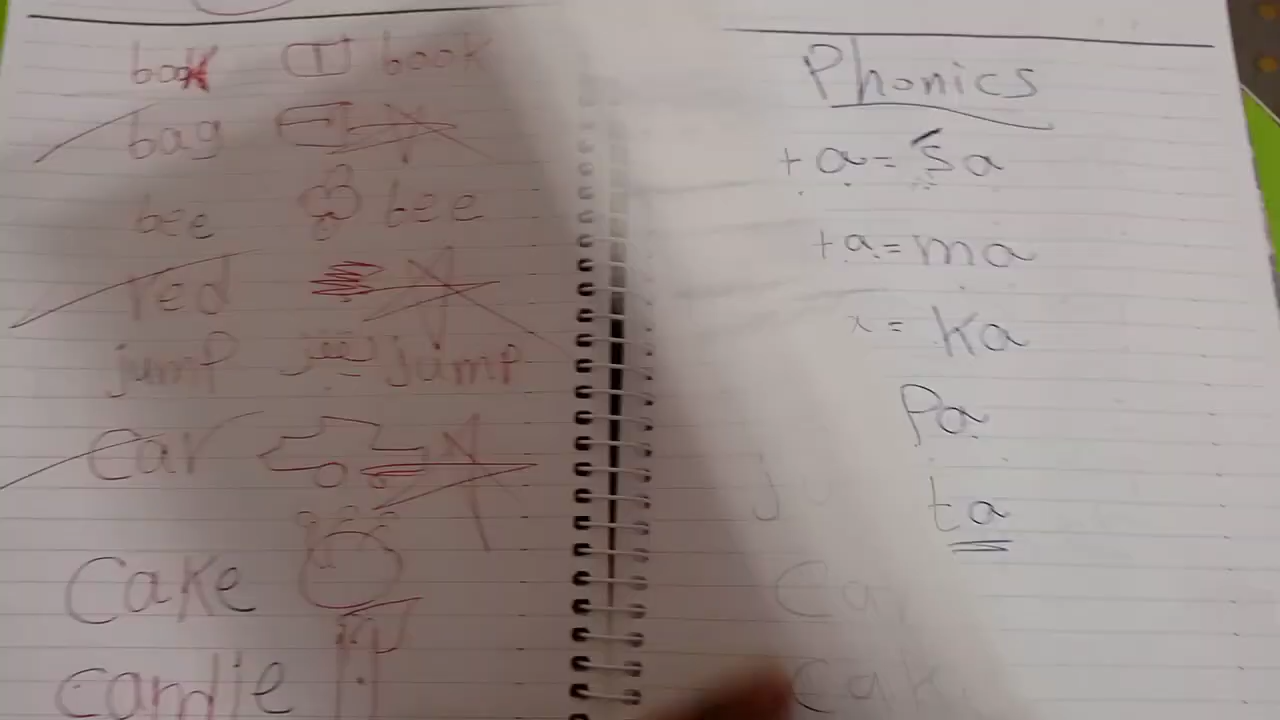 book book
bag
bee bee
red
jump jump
Car
Cake
candle
Phonics
+ a = sa
+ a = ma
= Ka
Pa
ta